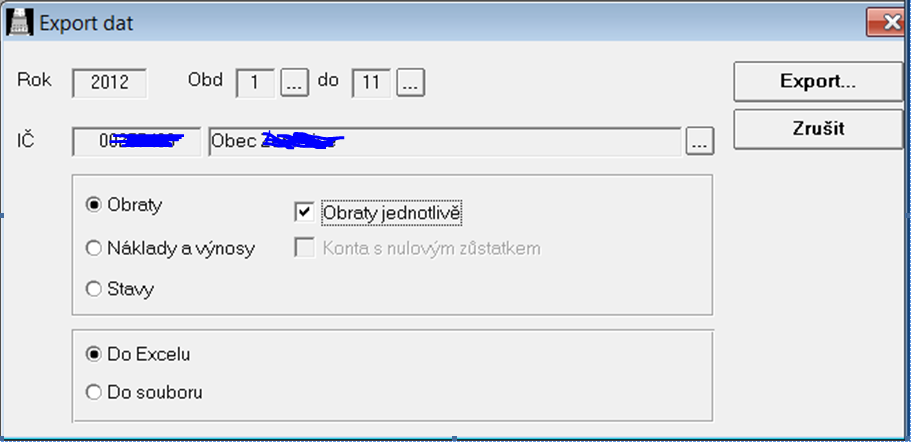 Export dat
Rok 2012 Obd 1 ... do 11 ... Export...
Zrušit
IČ Obec ...
Obraty Obraty jednotlivě
Náklady a výnosy Konta s nulovým zůstatkem
Stavy
Do Excelu
Do souboru